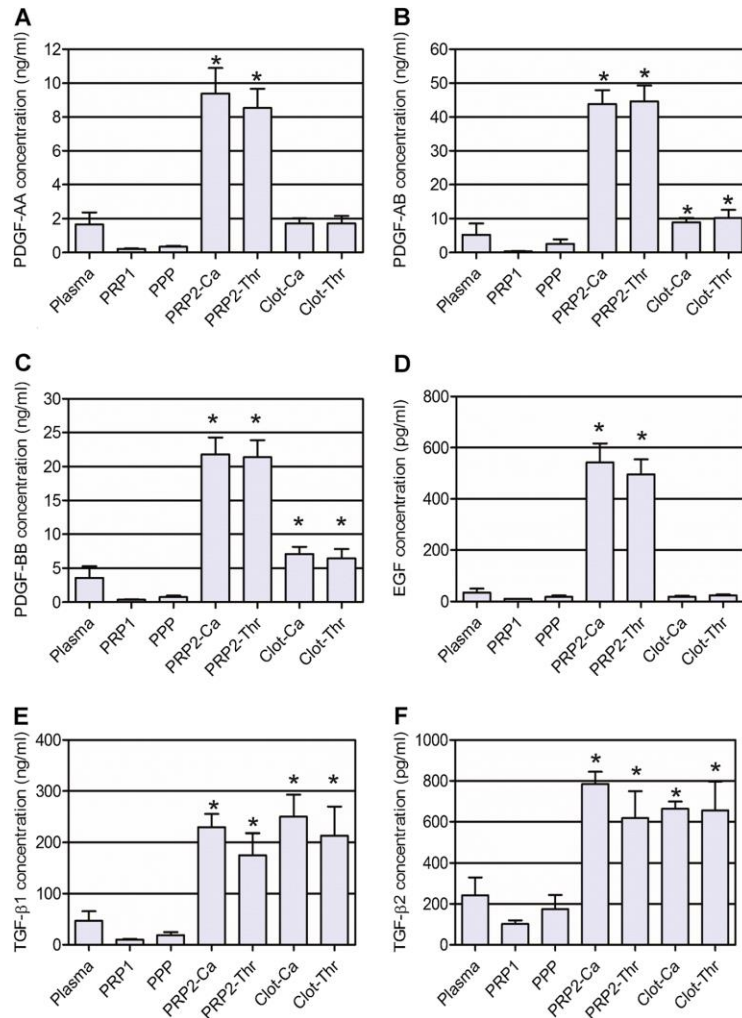 A
PDGF-AA concentration (ng/ml)
12
10
8
6
4
2
0
* *
Plasma PRP1 PPP PRP2-Ca PRP2-Thr Clot-Ca Clot-Thr
B
PDGF-AB concentration (ng/ml)
60
50
40
30
20
10
0
* * * *
Plasma PRP1 PPP PRP2-Ca PRP2-Thr Clot-Ca Clot-Thr
C
PDGF-BB concentration (ng/ml)
30
25
20
15
10
5
0
* * * *
Plasma PRP1 PPP PRP2-Ca PRP2-Thr Clot-Ca Clot-Thr
D
EGF concentration (pg/ml)
800
600
400
200
0
* *
Plasma PRP1 PPP PRP2-Ca PRP2-Thr Clot-Ca Clot-Thr
E
TGF-β1 concentration (ng/ml)
400
300
200
100
0
* * * *
Plasma PRP1 PPP PRP2-Ca PRP2-Thr Clot-Ca Clot-Thr
F
TGF-β2 concentration (pg/ml)
1000
800
600
400
200
0
* * * *
Plasma PRP1 PPP PRP2-Ca PRP2-Thr Clot-Ca Clot-Thr